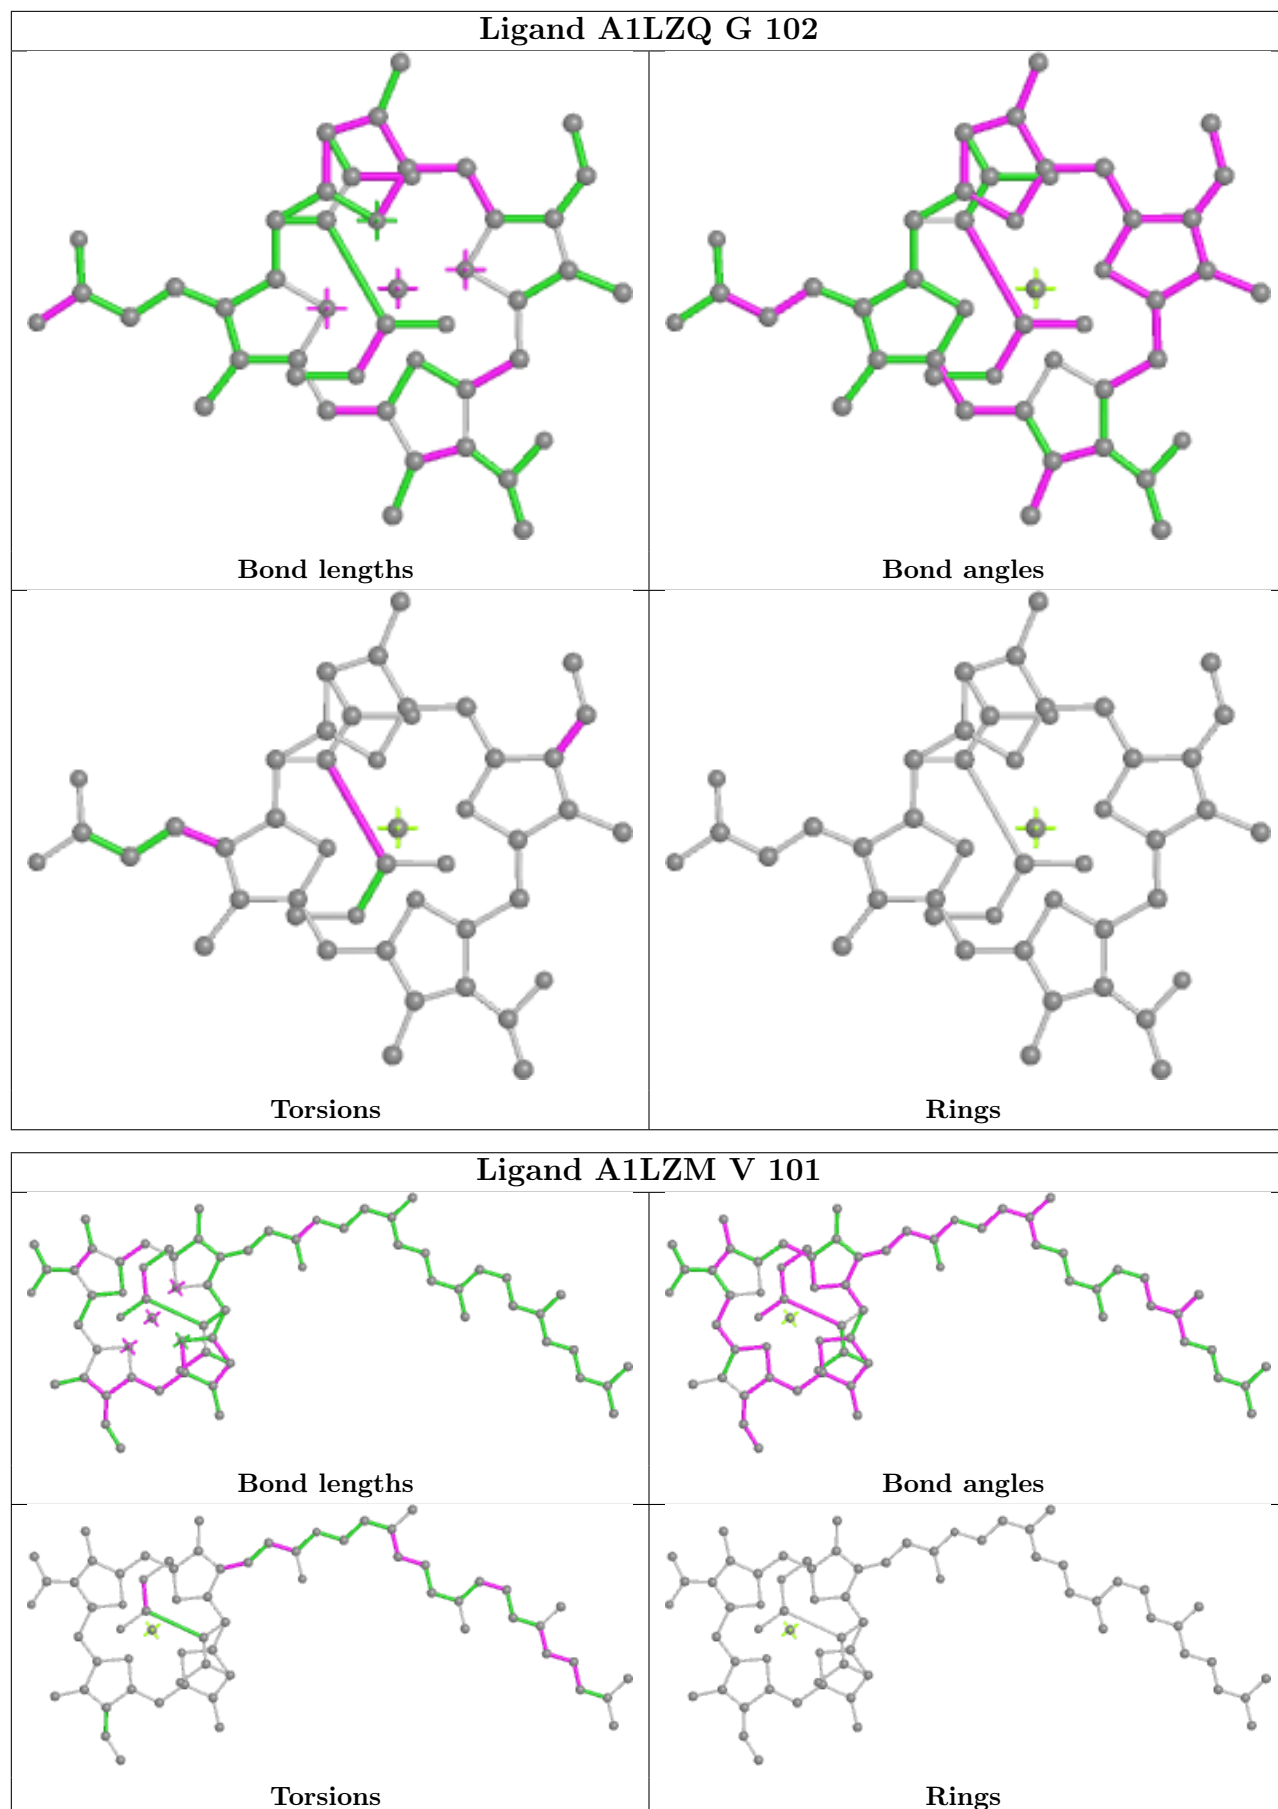 Ligand A1LZQ G 102
Bond lengths
Bond angles
Torsions
Rings
Ligand A1LZM V 101
Bond lengths
Bond angles
Torsions
Rings